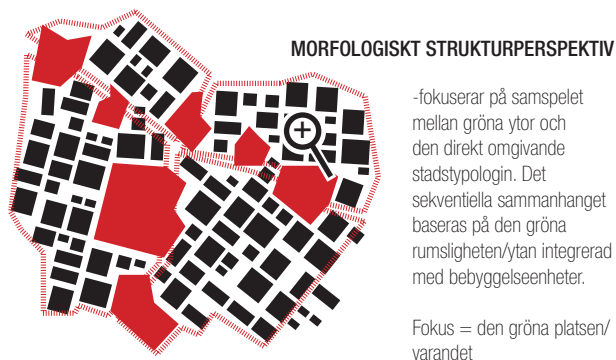 MORFOLOGISKT STRUKTURPERSPEKTIV
-fokuserar på samspelet
mellan gröna ytor och
den direkt omgivande
stadstypologin. Det
sekventiella sammanhanget
baseras på den gröna
rumsligheten/ytan integrerad
med bebyggelseenheter.
Fokus = den gröna platsen/
varandet